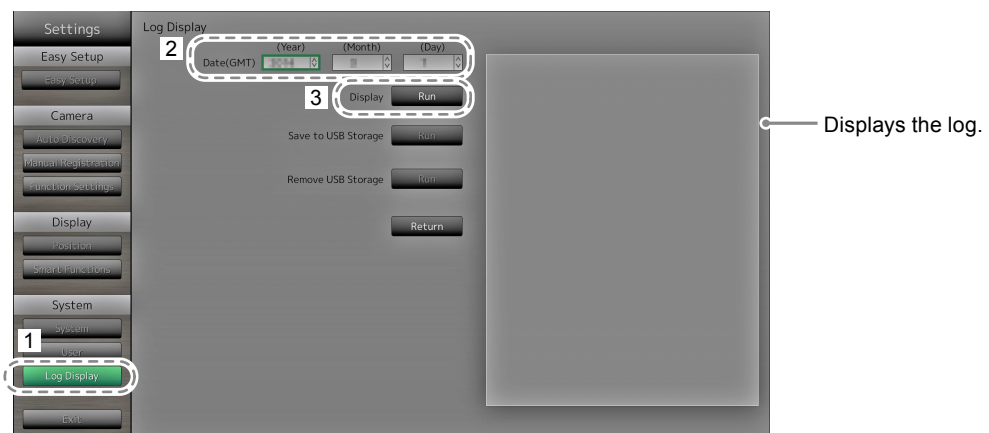 Settings
Easy Setup
Easy Setup
Camera
Auto Discovery
Manual Registration
Function Settings
Display
Position
Smart Functions
System
1
System
User
Log Display
Exit
Log Display
2
(Year) (Month) (Day)
Date(GMT)
3
Display Run
Save to USB Storage Run
Remove USB Storage Run
Return
Displays the log.